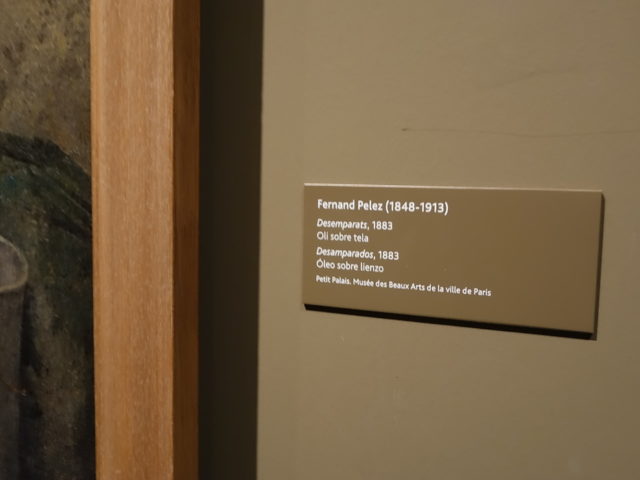 Fernand Pelez (1848-1913)
Desemparats, 1883
Oli sobre tela
Desamparados, 1883
Óleo sobre lienzo
Petit Palais. Musée des Beaux Arts de la ville de Paris